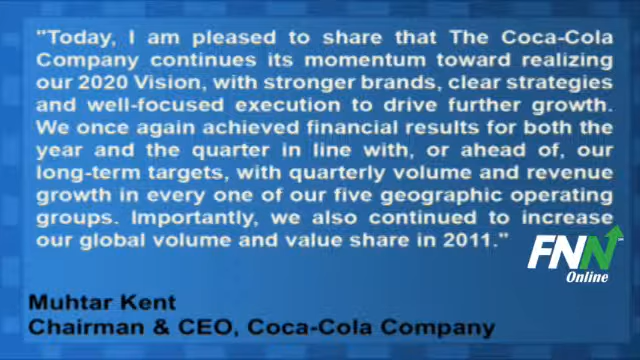 "Today, I am pleased to share that The Coca-Cola
Company continues its momentum toward realizing
our 2020 Vision, with stronger brands, clear strategies
and well-focused execution to drive further growth.
We once again achieved financial results for both the
year and the quarter in line with, or ahead of, our
long-term targets, with quarterly volume and revenue
growth in every one of our five geographic operating
groups. Importantly, we also continued to increase
our global volume and value share in 2011."
FNN
Online
Muhtar Kent
Chairman & CEO, Coca-Cola Company